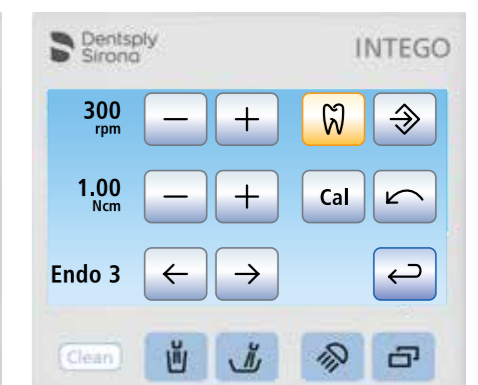 Dentsply
Sirona
INTEGO
300
rpm
1.00
Ncm
Cal
Endo 3
Clean